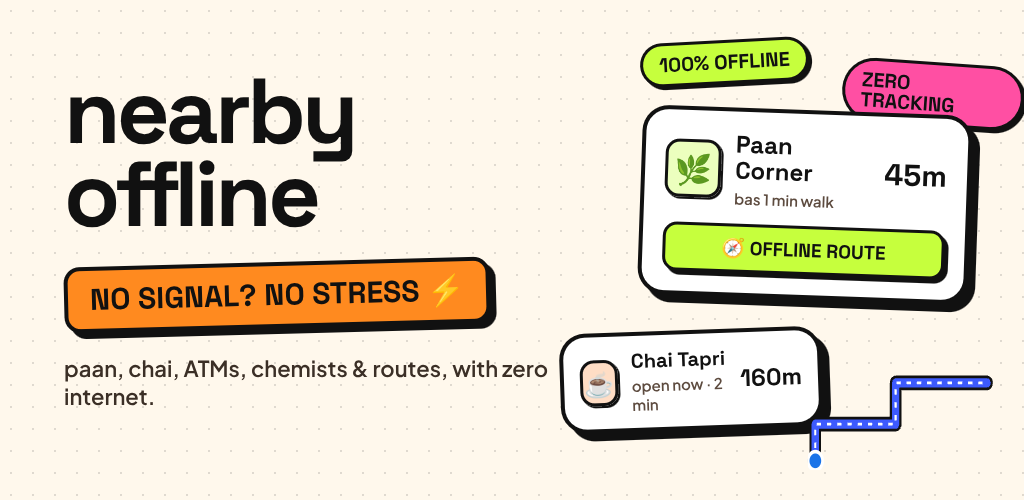 nearby
offline
NO SIGNAL? NO STRESS ⚡
paan, chai, ATMs, chemists & routes, with zero
internet.
100% OFFLINE
ZERO
TRACKING
Paan
Corner
45m
bas 1 min walk
🧭 OFFLINE ROUTE
Chai Tapri
160m
open now · 2
min